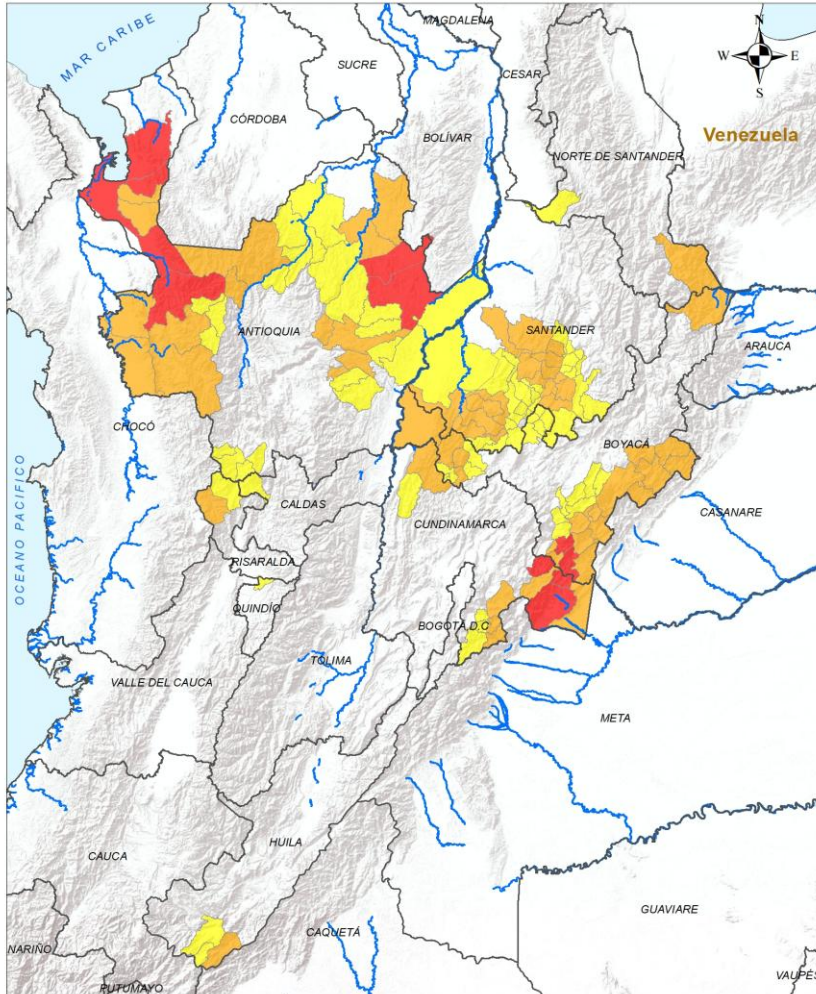 MAGDALENA
MAR CARIBE
N
W
E
S
SUCRE
CESAR
CÓRDOBA
BOLÍVAR
Venezuela
NORTE DE SANTANDER
ANTIOQUIA
SANTANDER
ARAUCA
CHOCÓ
BOYACÁ
OCEANO PACIFICO
CALDAS
CUNDINAMARCA
CASANARE
RISARALDA
QUINDÍO
BOGOTÁ,D.C
TOLIMA
VALLE DEL CAUCA
META
HUILA
CAUCA
GUAVIARE
CAQUETÁ
NARIÑO
VAUPÉS
PUTUMAYO